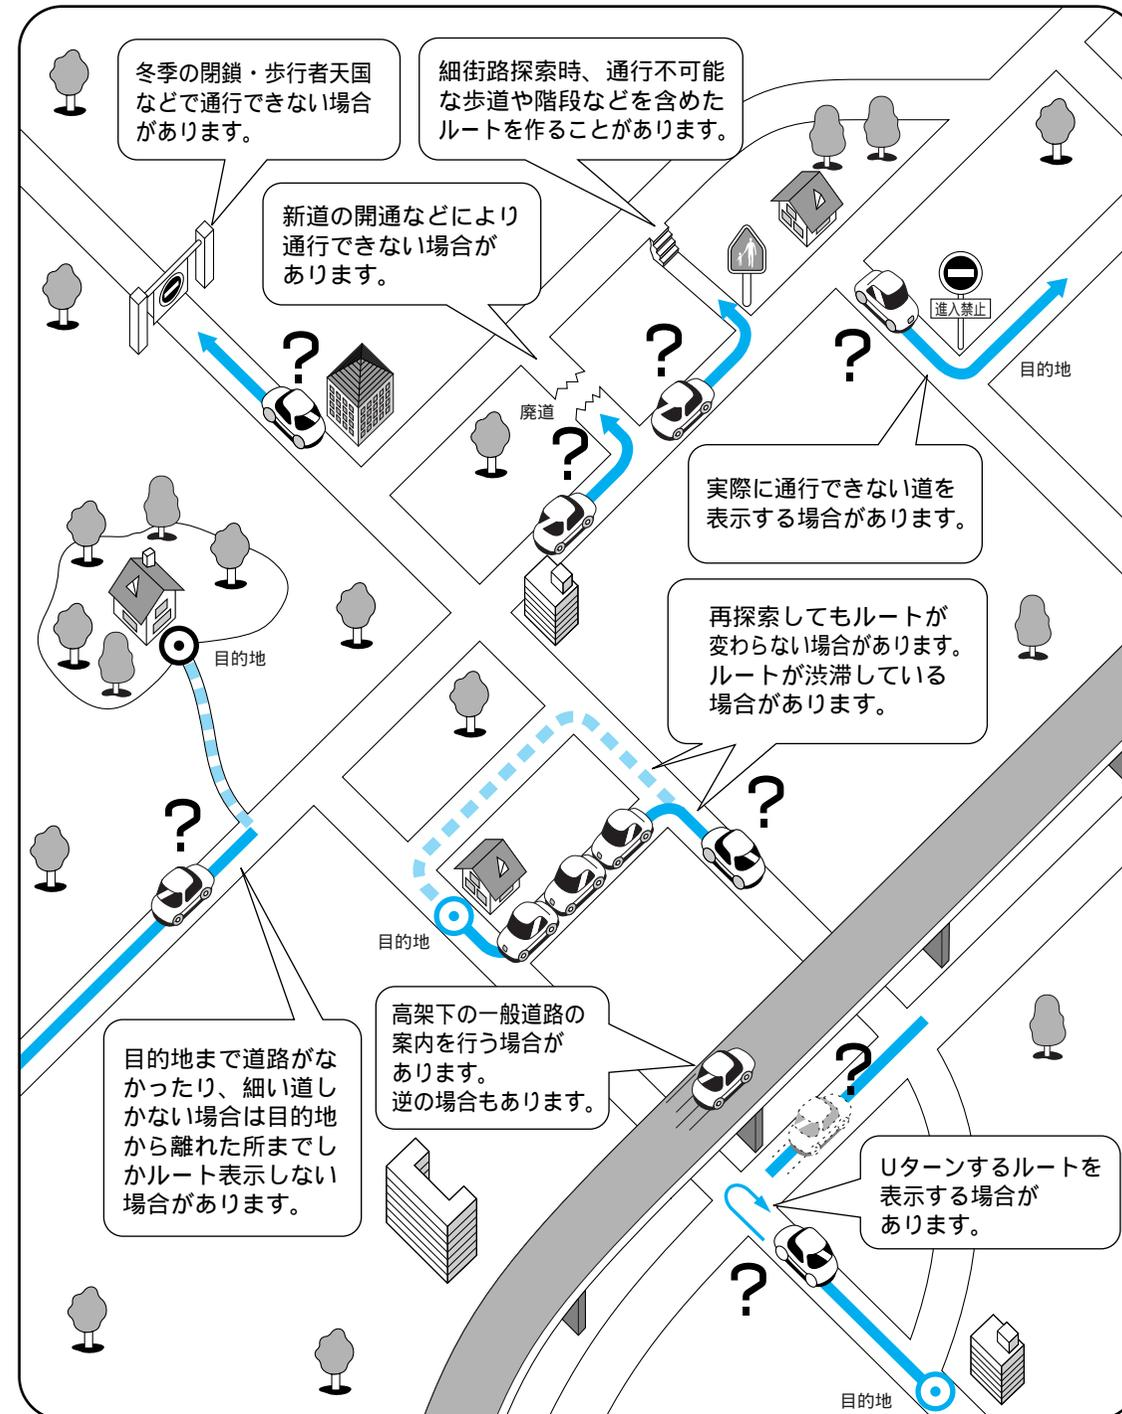 冬季の閉鎖・歩行者天国
などで通行できない場合
があります。
細街路探索時、通行不可能
な歩道や階段などを含めた
ルートを作ることがあります。
新道の開通などにより
通行できない場合が
あります。
?
?
?
進入禁止
?
目的地
廃道
?
実際に通行できない道を
表示する場合があります。
再探索してもルートが
変わらない場合があります。
ルートが渋滞している
場合があります。
目的地
?
?
目的地
高架下の一般道路の
案内を行う場合が
あります。
逆の場合もあります。
目的地まで道路がな
かったり、細い道し
かない場合は目的地
から離れた所までし
かルート表示しない
場合があります。
?
Uターンするルートを
表示する場合が
あります。
?
目的地